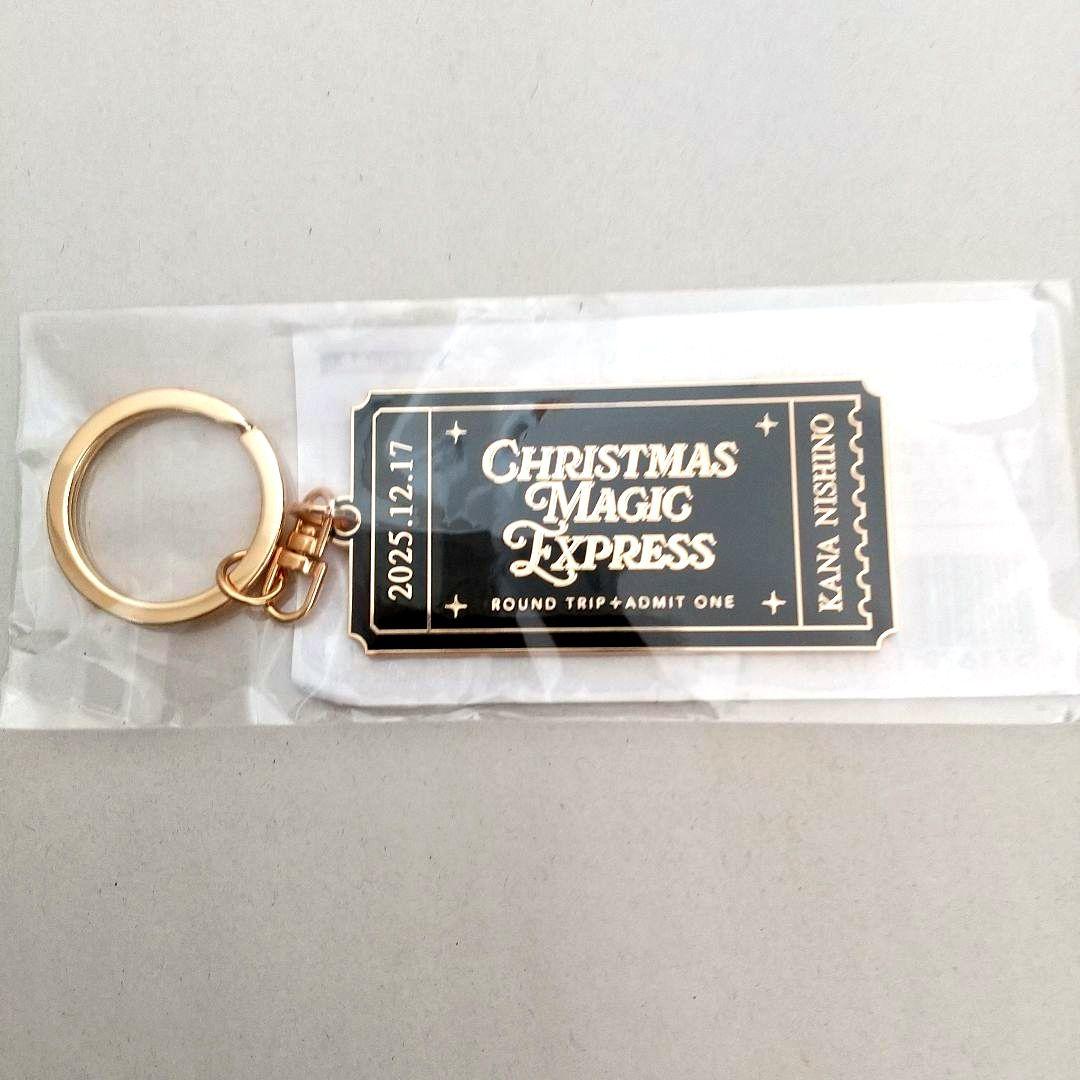 2025.12.17
CHRISTMAS
MAGIC
EXPRESS
ROUND TRIP+ADMIT ONE
KANA NISHINO